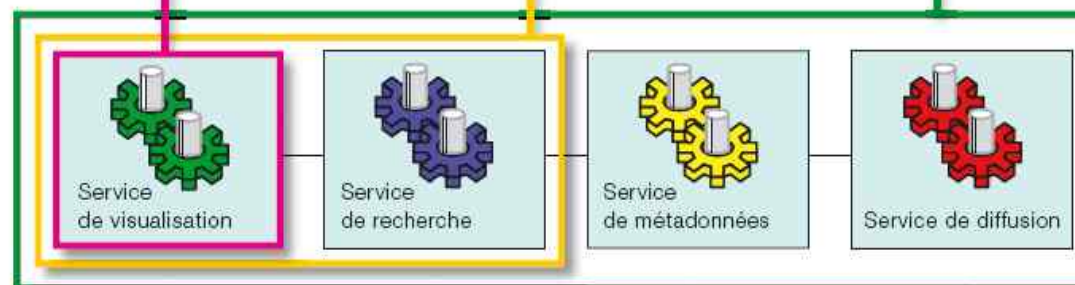 Service
de visualisation
Service
de recherche
Service
de métadonnées
Service de diffusion